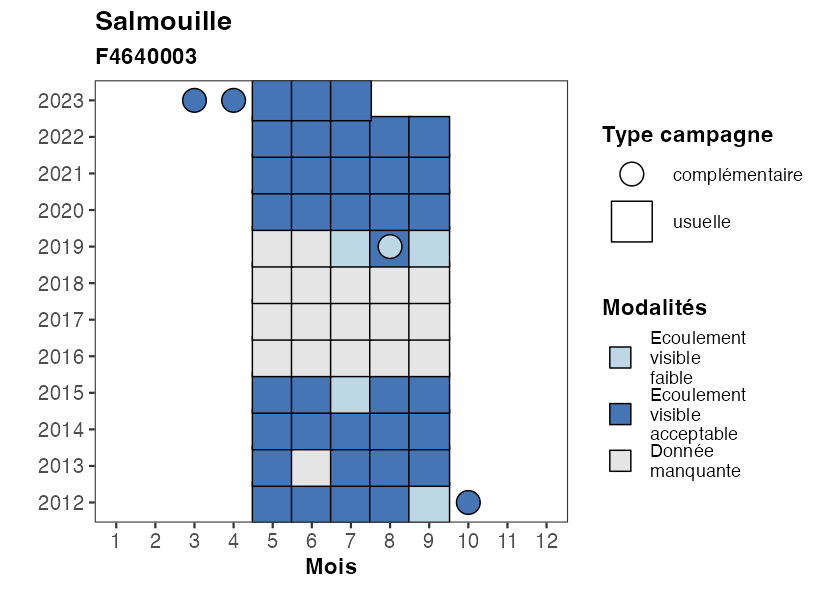 Salmouille
F4640003
2023
2022
2021
2020
2019
2018
2017
2016
2015
2014
2013
2012
1 2 3 4 5 6 7 8 9 10 11 12
Mois
Type campagne
complémentaire
usuelle
Modalités
Ecoulement
visible
faible
Ecoulement
visible
acceptable
Donnée
manquante